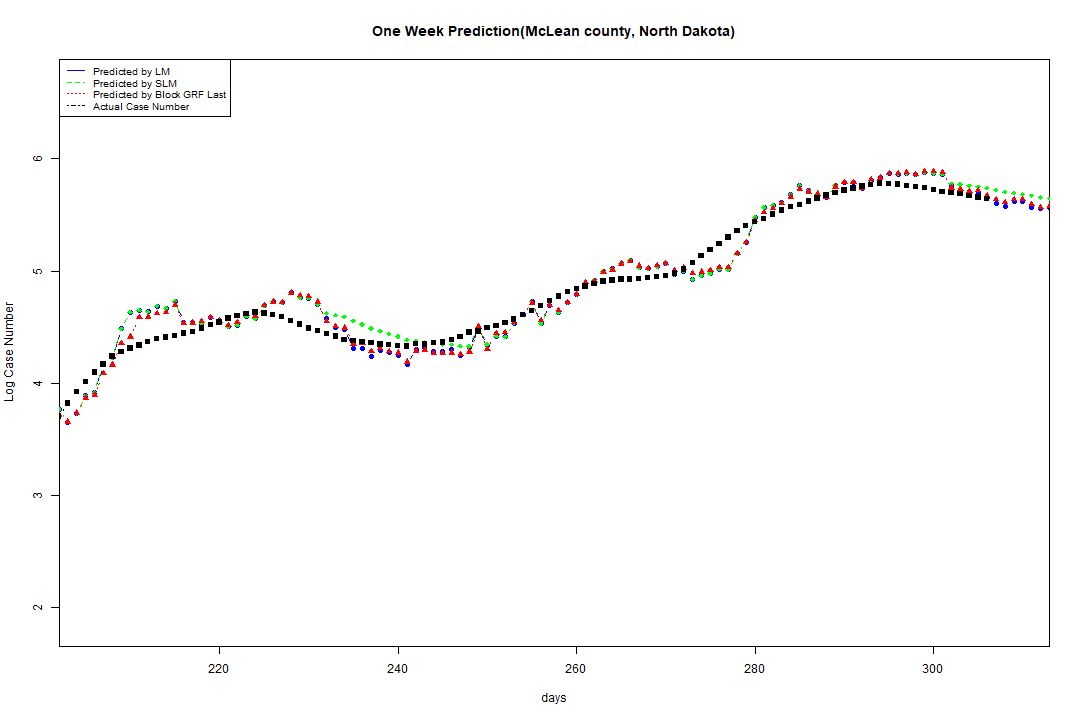 One Week Prediction(McLean county, North Dakota)
Predicted by LM
Predicted by SLM
Predicted by Block GRF Last
Actual Case Number
6
5
4
3
2
Log Case Number
220
240
260
280
300
days